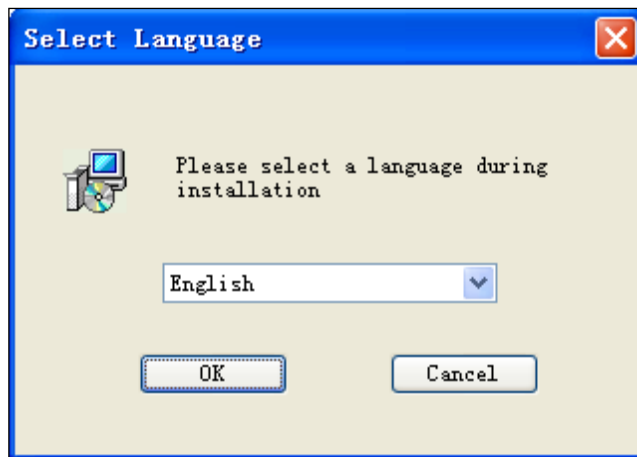 Select Language
Please select a language during
installation
English
OK
Cancel